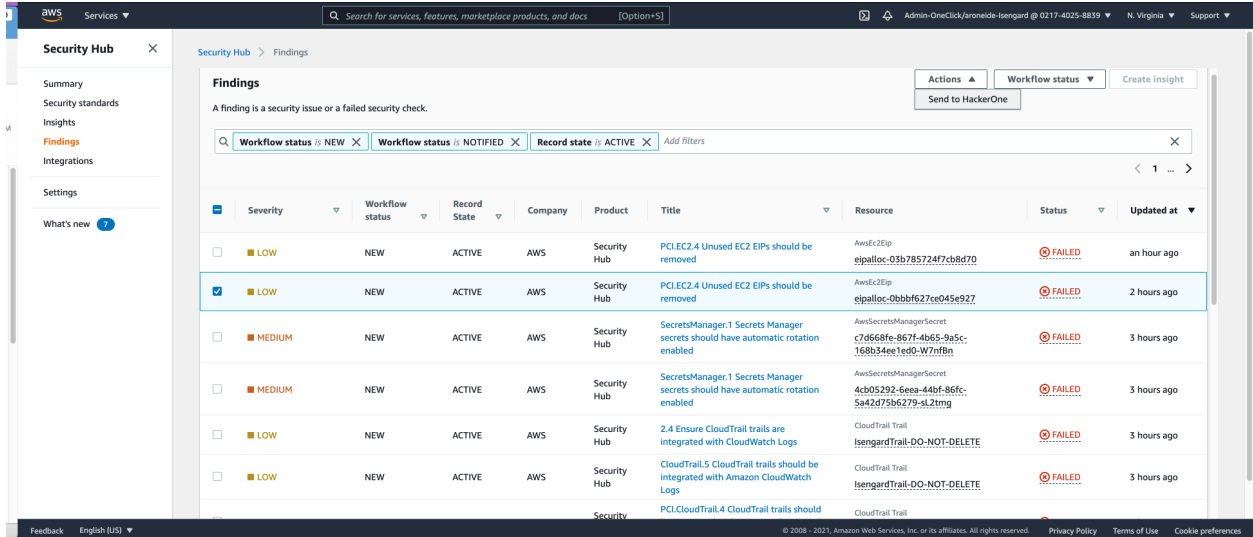 aws Services ▼ Search for services, features, marketplace products, and docs [Option+S] Admin-OneClick/aroneide-Isengard @ 0217-4025-8839 ▼ N. Virginia ▼ Support ▼
Security Hub
Summary
Security standards
Insights
Findings
Integrations
Settings
What's new 7
Security Hub > Findings
Findings
Actions ▲ Workflow status ▼ Create insight
Send to HackerOne
A finding is a security issue or a failed security check.
Workflow status is NEW Workflow status is NOTIFIED Record state is ACTIVE Add filters
< 1 ... >
Severity Workflow status Record State Company Product Title Resource Status Updated at ▼
LOW NEW ACTIVE AWS Security Hub PCI.EC2.4 Unused EC2 EIPs should be removed AwsEc2Eip eipalloc-03b785724f7cb8d70 FAILED an hour ago
LOW NEW ACTIVE AWS Security Hub PCI.EC2.4 Unused EC2 EIPs should be removed AwsEc2Eip eipalloc-0bbbf627ce045e927 FAILED 2 hours ago
MEDIUM NEW ACTIVE AWS Security Hub SecretsManager.1 Secrets Manager secrets should have automatic rotation enabled AwsSecretsManagerSecret c7d668fe-867f-4b65-9a5c-168b34ee1ed0-W7nfBn FAILED 3 hours ago
MEDIUM NEW ACTIVE AWS Security Hub SecretsManager.1 Secrets Manager secrets should have automatic rotation enabled AwsSecretsManagerSecret 4cb05292-6eea-44bf-86fc-5a42d75b6279-sL2tmg FAILED 3 hours ago
LOW NEW ACTIVE AWS Security Hub 2.4 Ensure CloudTrail trails are integrated with CloudWatch Logs CloudTrail Trail IsengardTrail-DO-NOT-DELETE FAILED 3 hours ago
LOW NEW ACTIVE AWS Security Hub CloudTrail.5 CloudTrail trails should be integrated with Amazon CloudWatch Logs CloudTrail Trail IsengardTrail-DO-NOT-DELETE FAILED 3 hours ago
Security PCI.CloudTrail.4 CloudTrail trails should CloudTrail Trail
Feedback English (US) ▼ © 2008 - 2021, Amazon Web Services, Inc. or its affiliates. All rights reserved. Privacy Policy Terms of Use Cookie preferences